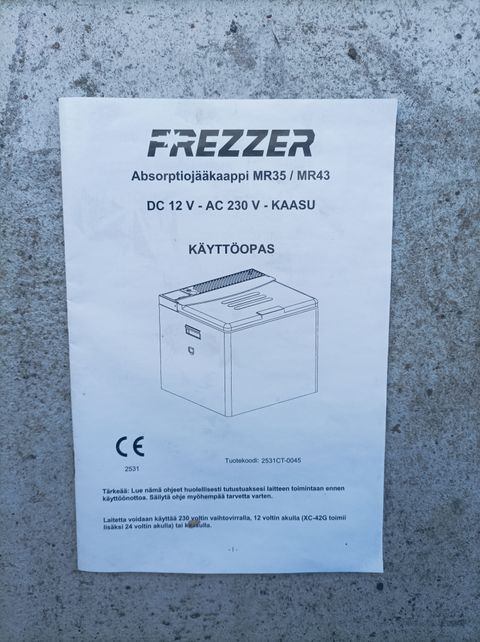 FREZZER
Absorptiojääkaappi MR35 / MR43
DC 12 V - AC 230 V - KAASU
KÄYTTÖOPAS
CE
2531
Tuotekoodi: 2531CT-0045
Tärkeää: Lue nämä ohjeet huolellisesti tutustuaksesi laitteen toimintaan ennen
käyttöönottoa. Säilytä ohje myöhempää tarvetta varten.
Laitetta voidaan käyttää 230 voltin vaihtovirralla, 12 voltin akulla (XC-42G toimii
lisäksi 24 voltin akulla) tai kaasulla.
- 1 -